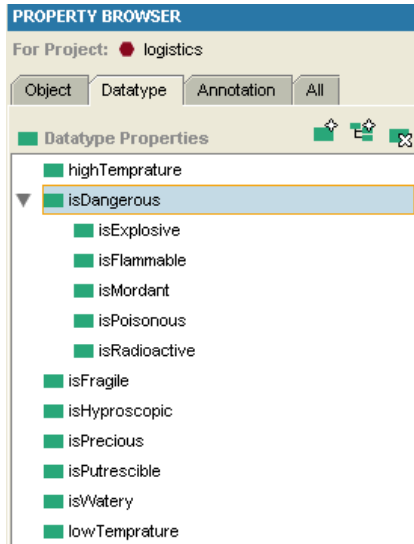 PROPERTY BROWSER
For Project: logistics
Object Datatype Annotation All
Datatype Properties
highTemprature
isDangerous
isExplosive
isFlammable
isMordant
isPoisonous
isRadioactive
isFragile
isHyproscopic
isPrecious
isPutrescible
isWatery
lowTemprature